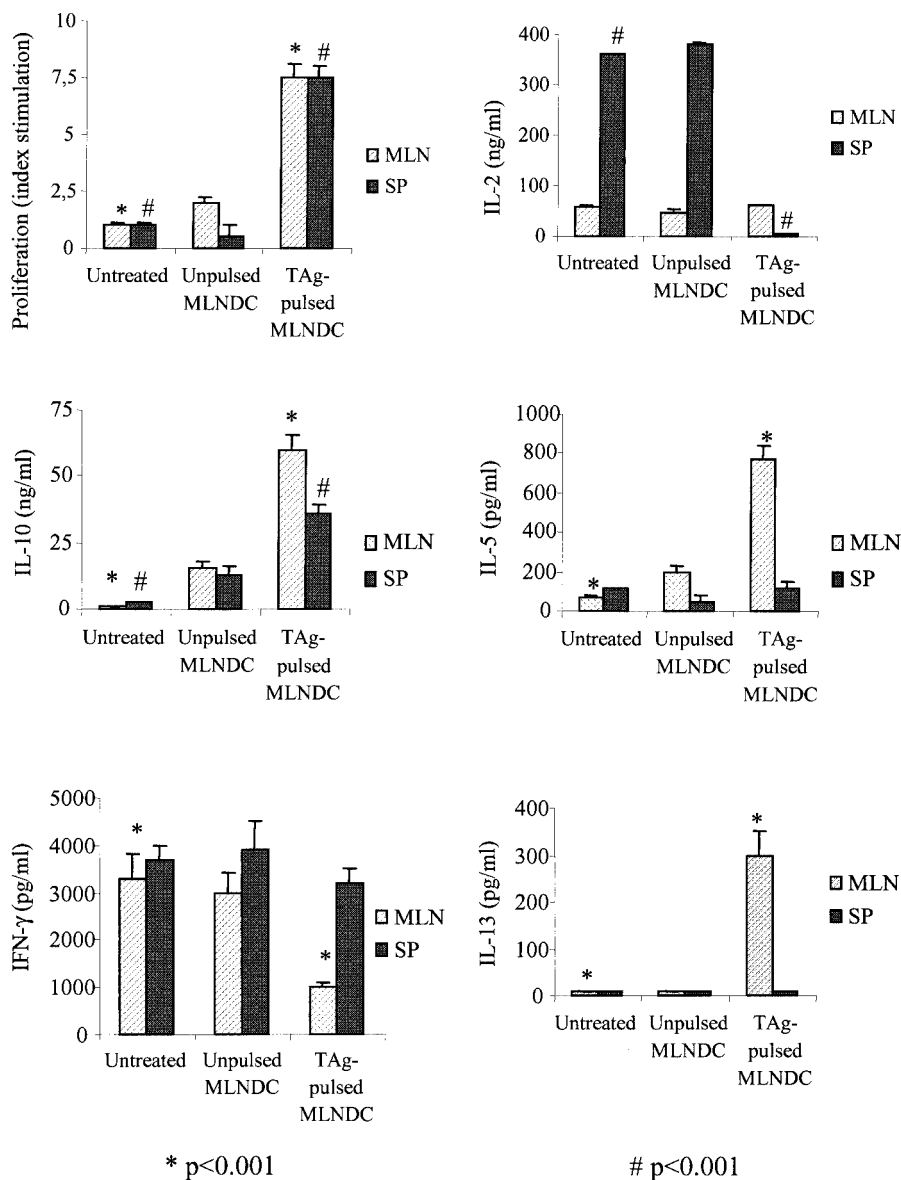 Proliferation (index stimulation)
10
7.5
5
2.5
0
*
#
*
#
MLN
SP
Untreated
Unpulsed
MLNDC
TAg-
pulsed
MLNDC
IL-2 (ng/ml)
400
300
200
100
0
#
#
MLN
SP
Untreated
Unpulsed
MLNDC
TAg-
pulsed
MLNDC
IL-10 (ng/ml)
75
50
25
0
*
#
*
#
MLN
SP
Untreated
Unpulsed
MLNDC
TAg-
pulsed
MLNDC
IL-5 (pg/ml)
1000
800
600
400
200
0
*
*
MLN
SP
Untreated
Unpulsed
MLNDC
TAg-
pulsed
MLNDC
IFN-γ (pg/ml)
5000
4000
3000
2000
1000
0
*
*
MLN
SP
Untreated
Unpulsed
MLNDC
TAg-
pulsed
MLNDC
IL-13 (pg/ml)
400
300
200
10
0
*
*
MLN
SP
Untreated
Unpulsed
MLNDC
TAg-
pulsed
MLNDC
* p<0.001
# p<0.001